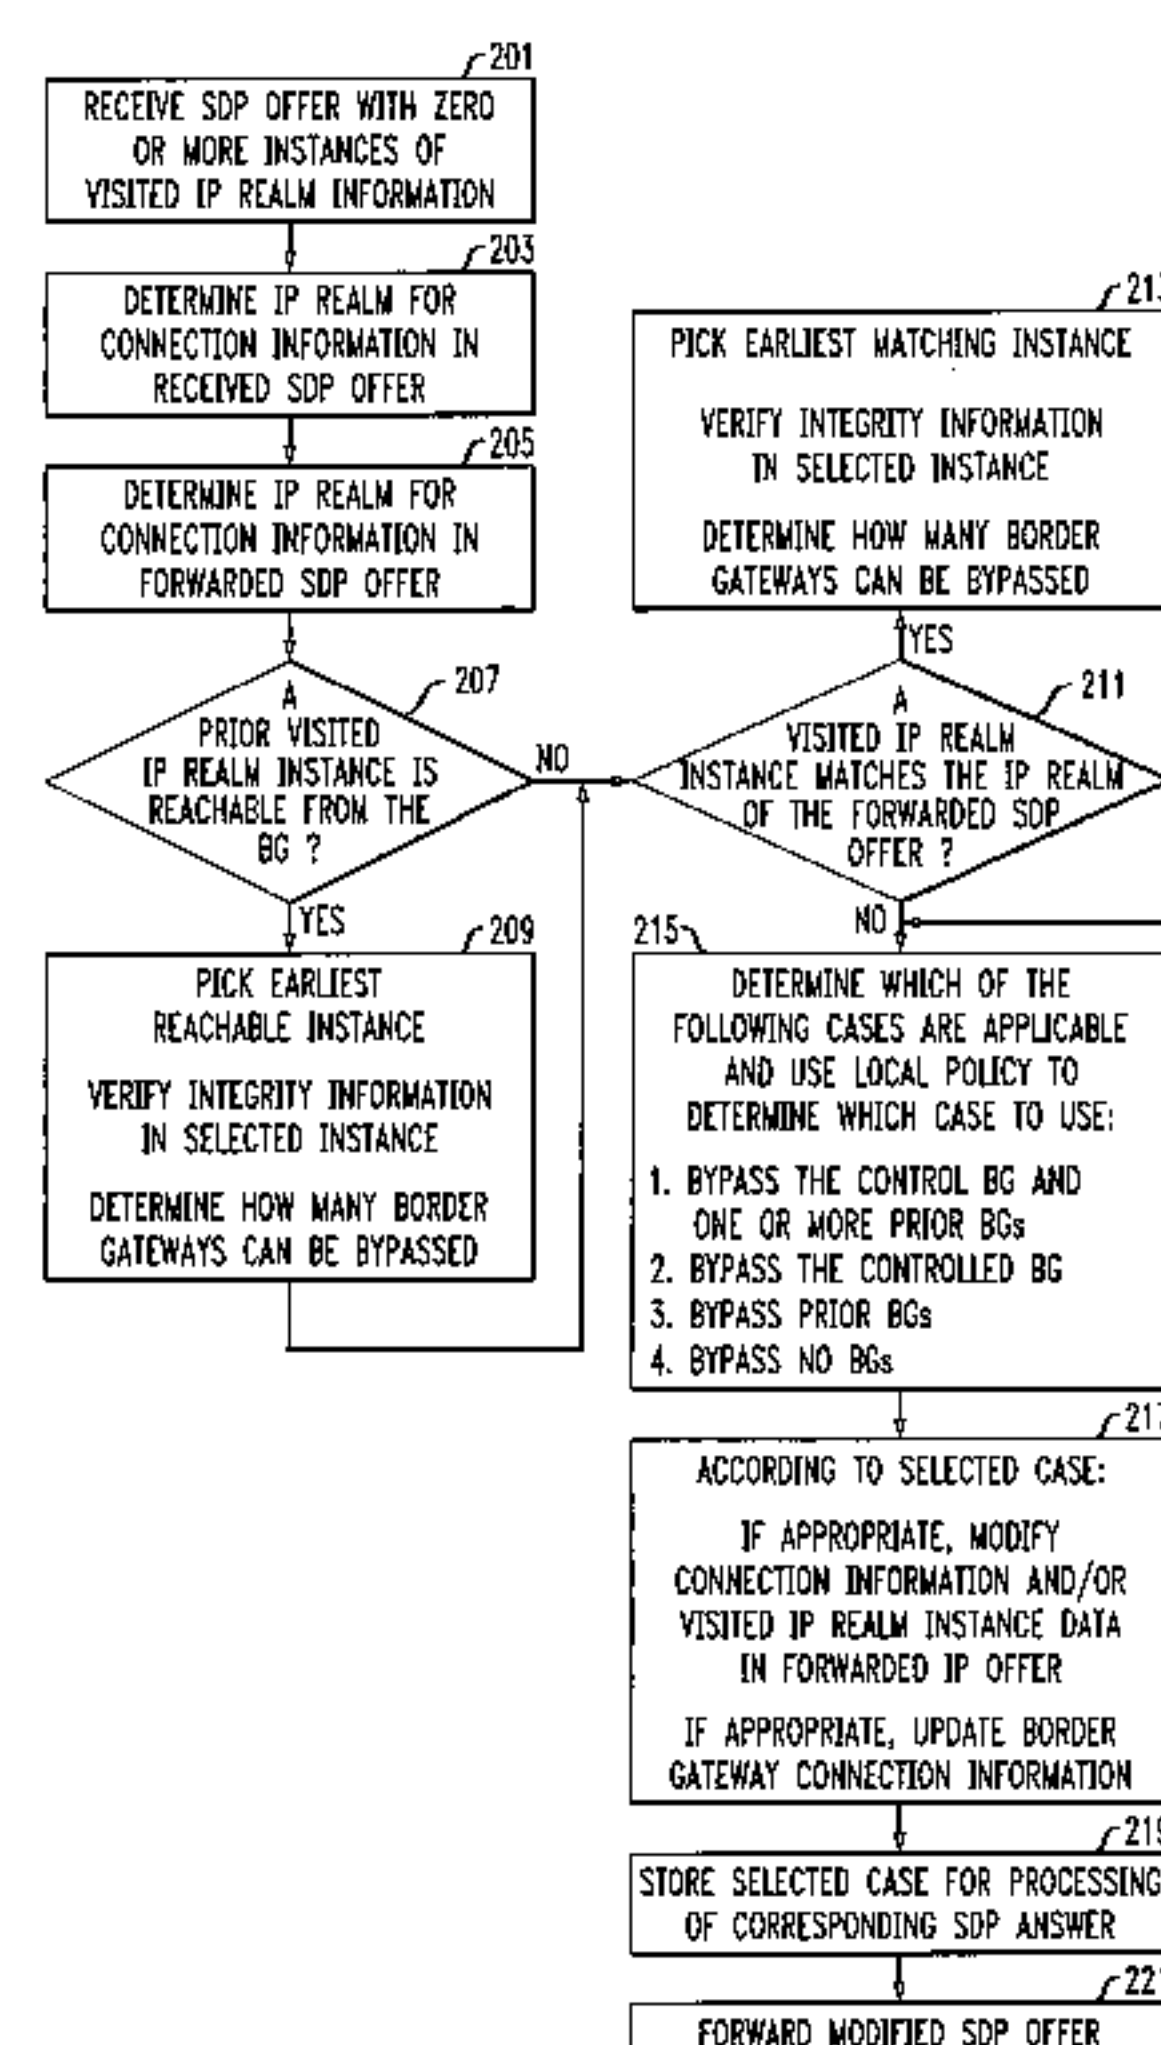 201
RECEIVE SDP OFFER WITH ZERO
OR MORE INSTANCES OF
VISITED IP REALM INFORMATION
203
DETERMINE IP REALM FOR
CONNECTION INFORMATION IN
RECEIVED SDP OFFER
205
DETERMINE IP REALM FOR
CONNECTION INFORMATION IN
FORWARDED SDP OFFER
207
A
PRIOR VISITED
IP REALM INSTANCE IS
REACHABLE FROM THE
BG ?
NO
YES
209
PICK EARLIEST
REACHABLE INSTANCE
VERIFY INTEGRITY INFORMATION
IN SELECTED INSTANCE
DETERMINE HOW MANY BORDER
GATEWAYS CAN BE BYPASSED
PICK EARLIEST MATCHING INSTANCE
VERIFY INTEGRITY INFORMATION
IN SELECTED INSTANCE
DETERMINE HOW MANY BORDER
GATEWAYS CAN BE BYPASSED
YES
211
A
VISITED IP REALM
INSTANCE MATCHES THE IP REALM
OF THE FORWARDED SDP
OFFER ?
NO
215
DETERMINE WHICH OF THE
FOLLOWING CASES ARE APPLICABLE
AND USE LOCAL POLICY TO
DETERMINE WHICH CASE TO USE:
1. BYPASS THE CONTROL BG AND
ONE OR MORE PRIOR BGs
2. BYPASS THE CONTROLLED BG
3. BYPASS PRIOR BGs
4. BYPASS NO BGs
ACCORDING TO SELECTED CASE:
IF APPROPRIATE, MODIFY
CONNECTION INFORMATION AND/OR
VISITED IP REALM INSTANCE DATA
IN FORWARDED IP OFFER
IF APPROPRIATE, UPDATE BORDER
GATEWAY CONNECTION INFORMATION
STORE SELECTED CASE FOR PROCESSING
OF CORRESPONDING SDP ANSWER
FORWARD MODIFIED SDP OFFER